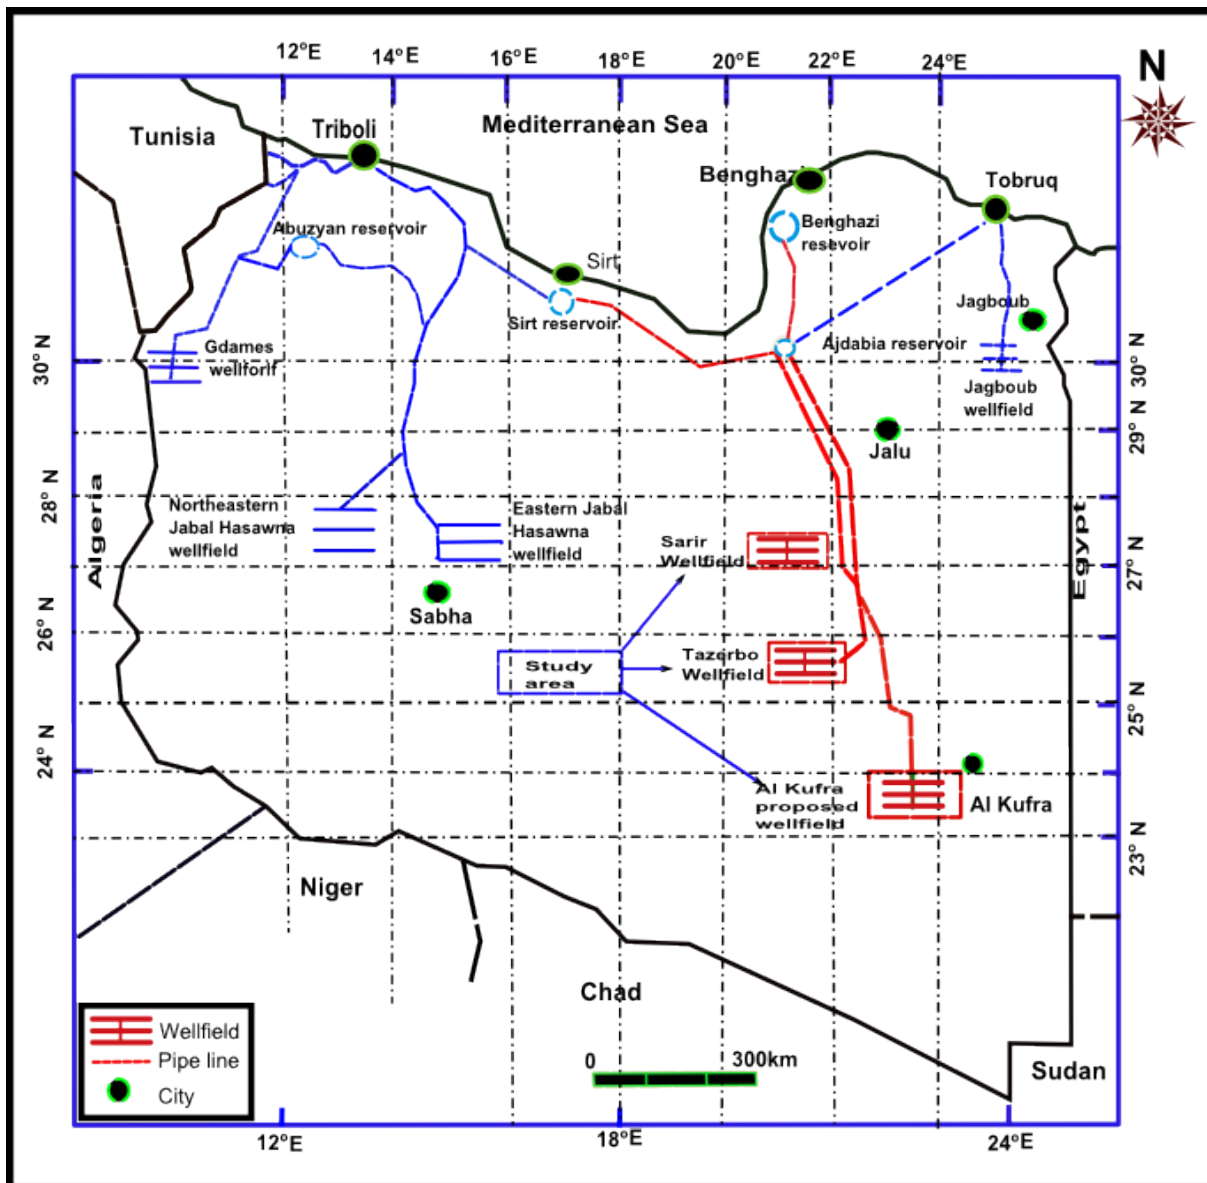 12°E 14°E 16°E 18°E 20°E 22°E 24°E
N
Tunisia
Triboli
Mediterranean Sea
Benghazi
Tobruq
Abuzyan reservoir
Benghazi
resevoir
Sirt
Sirt reservoir
Jagboub
Ajdabia reservoir
Gdames
wellforlf
30° N
30° N
Jagboub
wellfield
29° N
Jalu
28° N
Algeria
Northeastern
Jabal Hasawna
wellfield
Eastern Jabal
Hasawna
wellfield
Sarir
Wellfield
Egypt
27° N
Sabha
26° N
Study
area
Tazerbo
Wellfield
25° N
24° N
Al Kufra
proposed
wellfield
Al Kufra
23° N
Niger
Chad
Sudan
0 300km
Wellfield
Pipe line
City
12°E 18°E 24°E